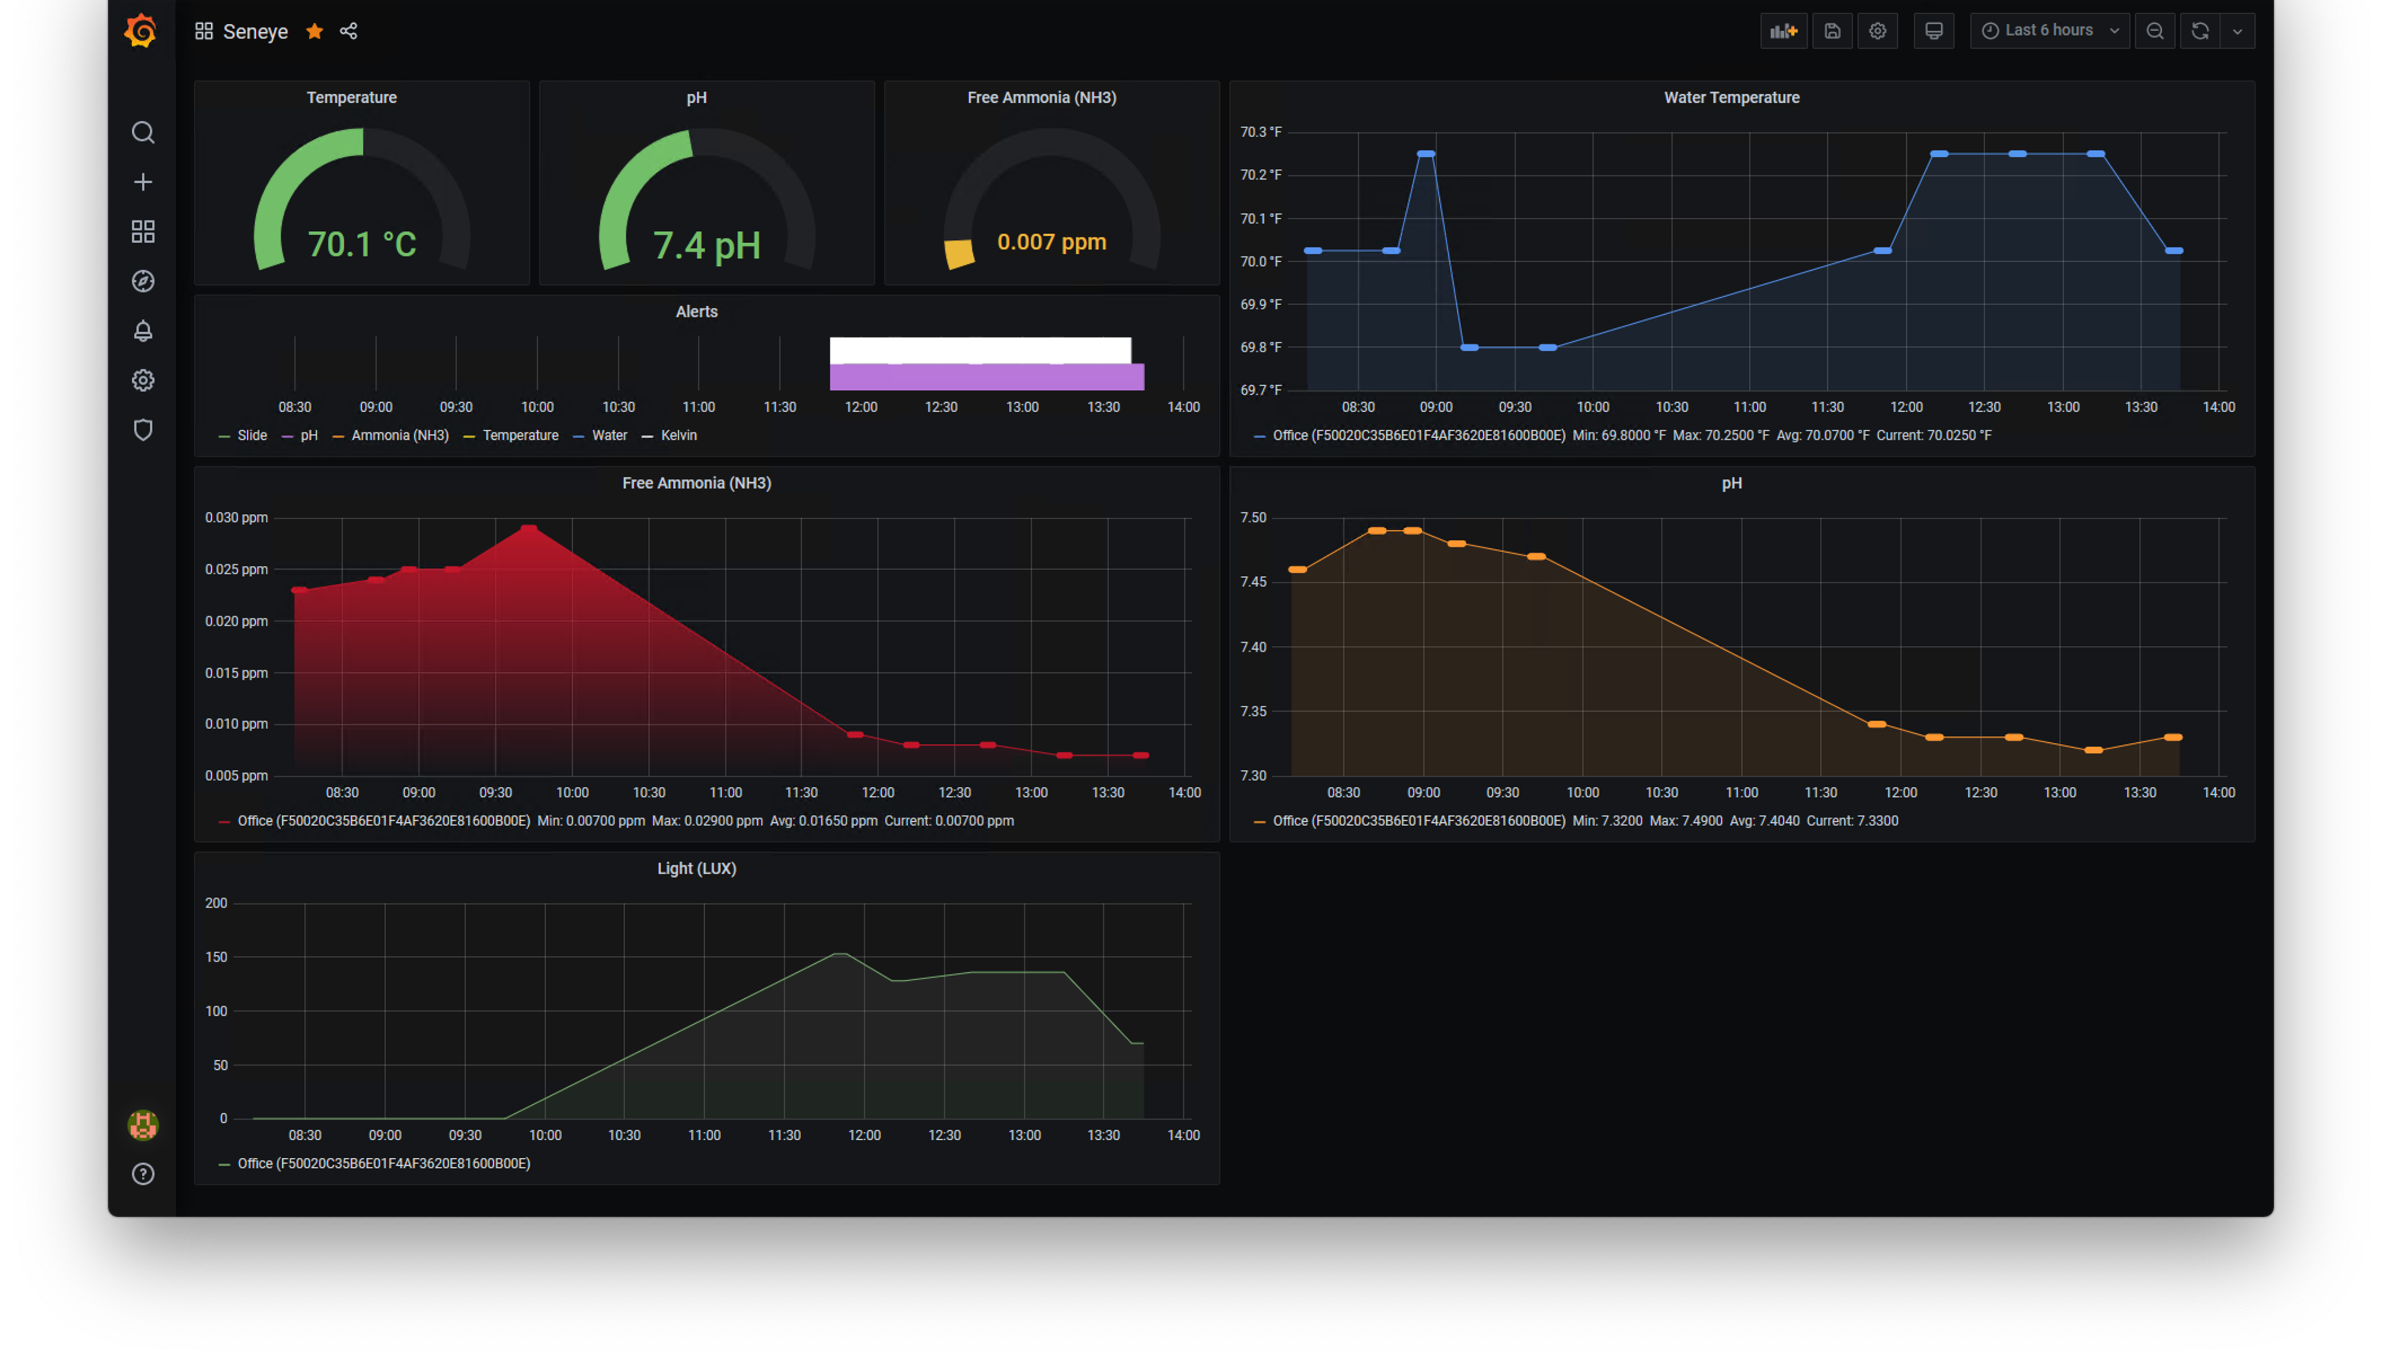 Seneye
Last 6 hours
Temperature
70.1 °C
pH
7.4 pH
Free Ammonia (NH3)
0.007 ppm
Water Temperature
70.3 °F
70.2 °F
70.1 °F
70.0 °F
69.9 °F
69.8 °F
69.7 °F
08:30 09:00 09:30 10:00 10:30 11:00 11:30 12:00 12:30 13:00 13:30 14:00
Office (F50020C35B6E01F4AF3620E81600B00E) Min: 69.8000 °F Max: 70.2500 °F Avg: 70.0700 °F Current: 70.0250 °F
Alerts
08:30 09:00 09:30 10:00 10:30 11:00 11:30 12:00 12:30 13:00 13:30 14:00
Slide pH Ammonia (NH3) Temperature Water Kelvin
Free Ammonia (NH3)
0.030 ppm
0.025 ppm
0.020 ppm
0.015 ppm
0.010 ppm
0.005 ppm
08:30 09:00 09:30 10:00 10:30 11:00 11:30 12:00 12:30 13:00 13:30 14:00
Office (F50020C35B6E01F4AF3620E81600B00E) Min: 0.00700 ppm Max: 0.02900 ppm Avg: 0.01650 ppm Current: 0.00700 ppm
pH
7.50
7.45
7.40
7.35
7.30
08:30 09:00 09:30 10:00 10:30 11:00 11:30 12:00 12:30 13:00 13:30 14:00
Office (F50020C35B6E01F4AF3620E81600B00E) Min: 7.3200 Max: 7.4900 Avg: 7.4040 Current: 7.3300
Light (LUX)
200
150
100
50
0
08:30 09:00 09:30 10:00 10:30 11:00 11:30 12:00 12:30 13:00 13:30 14:00
Office (F50020C35B6E01F4AF3620E81600B00E)